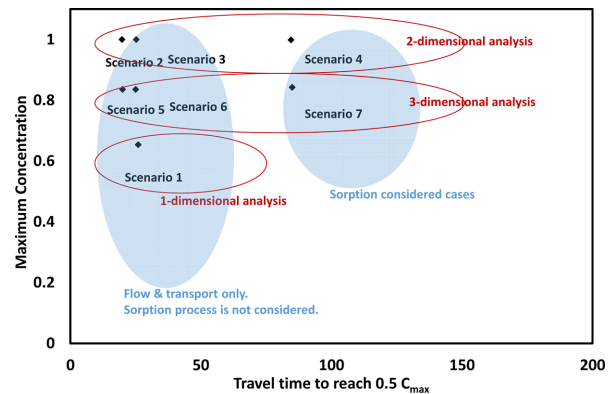 1
0.8
0.6
0.4
0.2
0
Maximum Concentration
2-dimensional analysis
Scenario 2
Scenario 3
Scenario 4
3-dimensional analysis
Scenario 5
Scenario 6
Scenario 7
Scenario 1
1-dimensional analysis
Sorption considered cases
Flow & transport only.
Sorption process is not considered.
0 50 100 150 200
Travel time to reach 0.5 Cmax